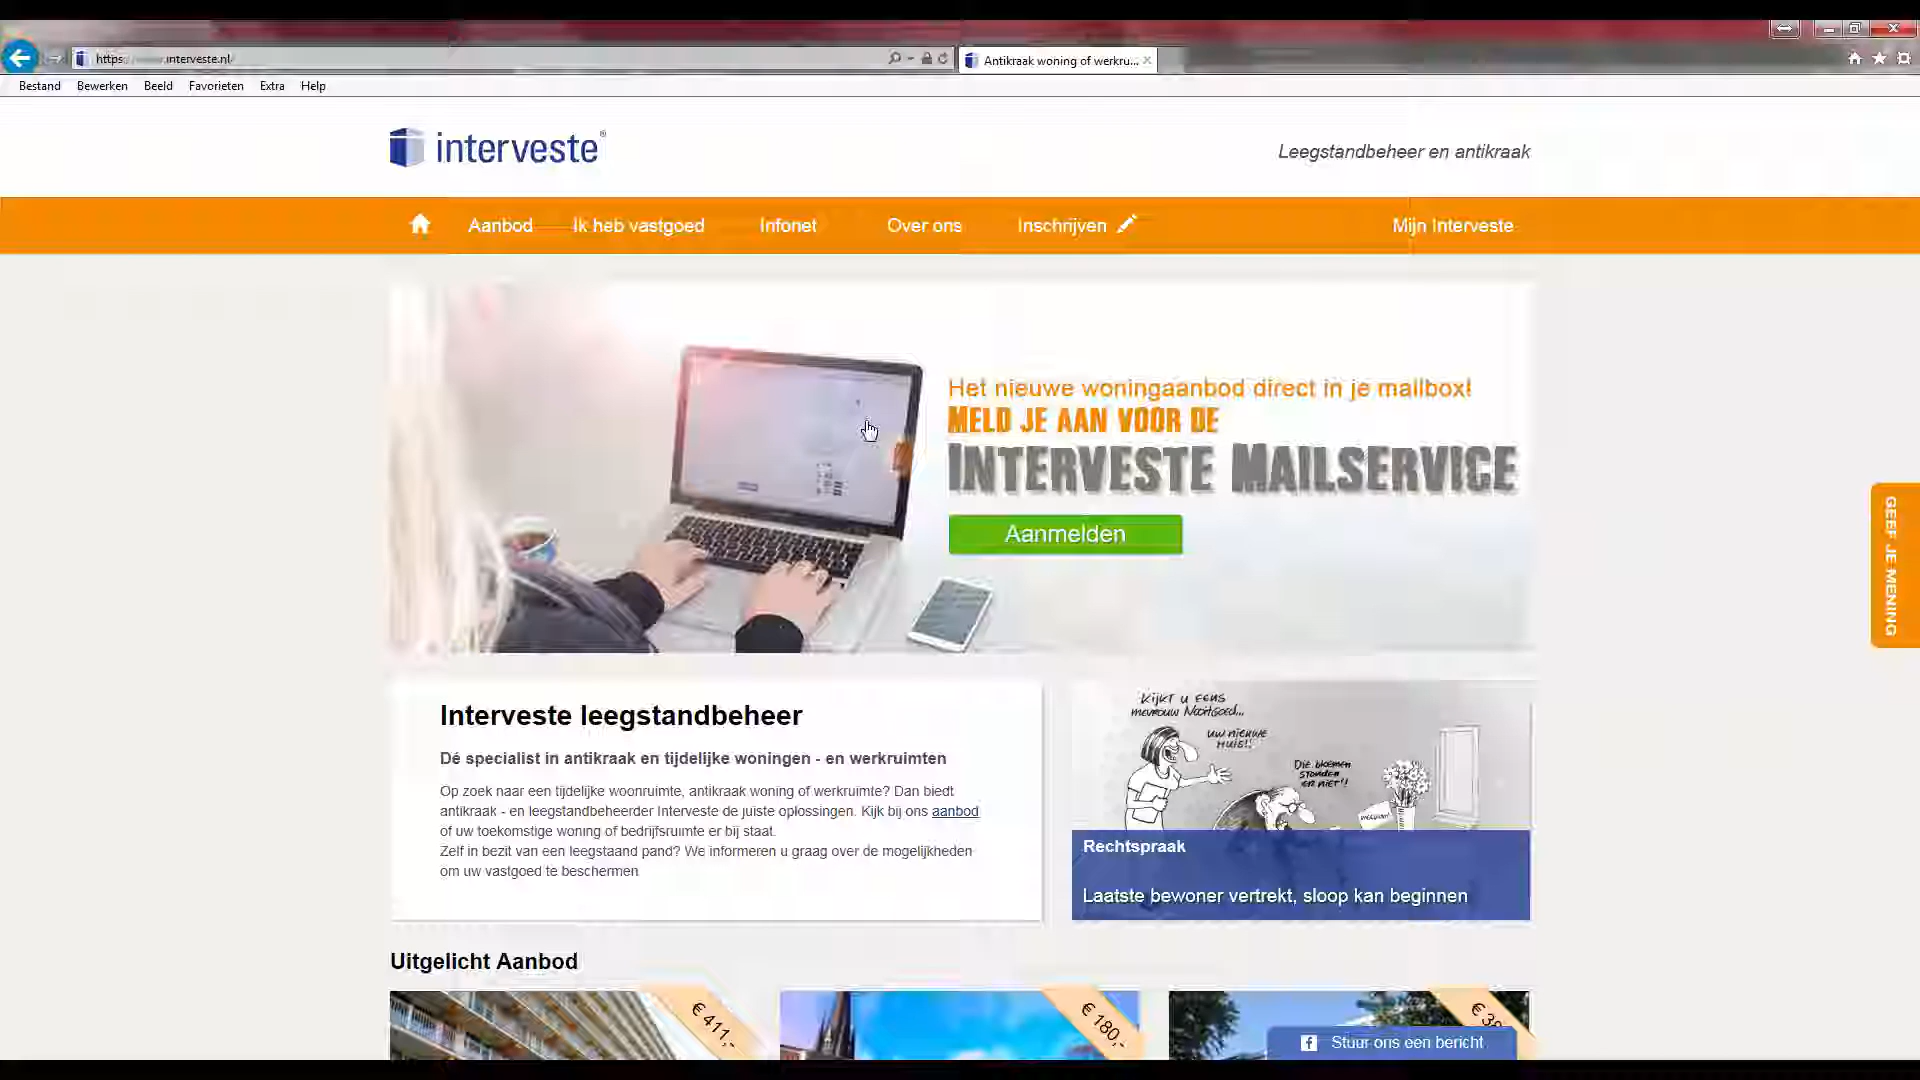 https: interveste.nl
Antikraak woning of werkru...
Bestand Bewerken Beeld Favorieten Extra Help
interveste®
Leegstandbeheer en antikraak
Aanbod Ik heb vastgoed Infonet Over ons Inschrijven Mijn Interveste
Het nieuwe woningaanbod direct in je mailbox!
MELD JE AAN VOOR DE
INTERVESTE MAILSERVICE
Aanmelden
GEEF JE MENING
Interveste leegstandbeheer
Dé specialist in antikraak en tijdelijke woningen - en werkruimten
Op zoek naar een tijdelijke woonruimte, antikraak woning of werkruimte? Dan biedt
antikraak - en leegstandbeheerder Interveste de juiste oplossingen. Kijk bij ons aanbod
of uw toekomstige woning of bedrijfsruimte er bij staat.
Zelf in bezit van een leegstaand pand? We informeren u graag over de mogelijkheden
om uw vastgoed te beschermen
KIJKT U EENS
MEVROUW NOOITGOED...
UW NIEUWE
HUIS!
DIE BLOEMEN
STONDEN
ER NIET!
Rechtspraak
Laatste bewoner vertrekt, sloop kan beginnen
Uitgelicht Aanbod
€ 411,-
€ 180,-
Stuur ons een bericht